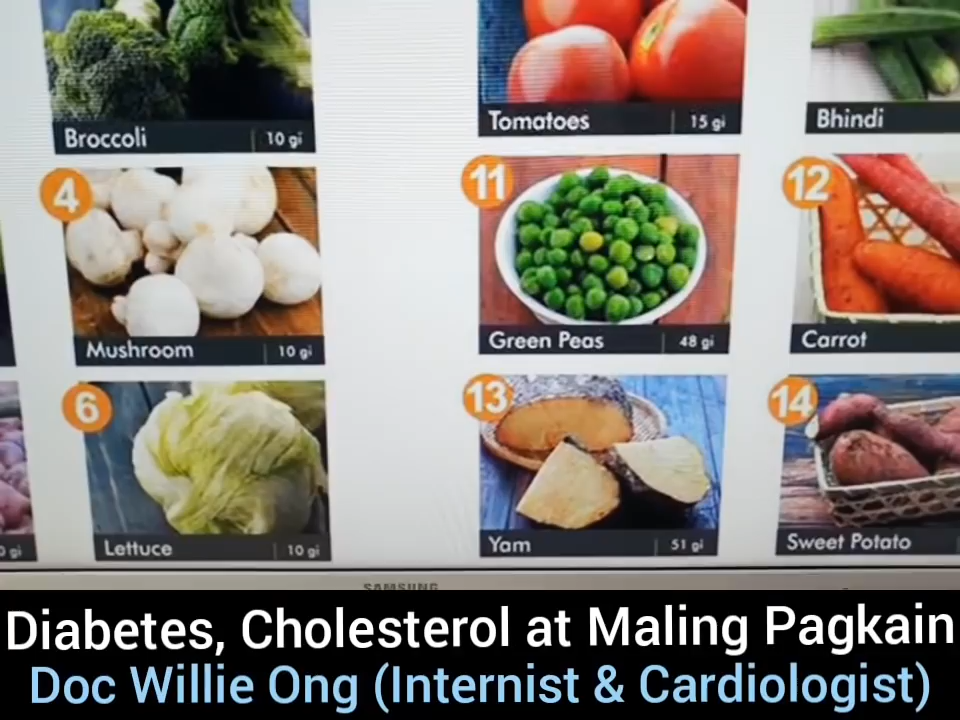 Broccoli 10 gi
Tomatoes 15 gi
Bhindi
4
11
12
Mushroom 10 gi
Green Peas 48 gi
Carrot
6
13
14
0 gi
Lettuce 10 gi
Yam 51 gi
Sweet Potato
SAMSUNG
Diabetes, Cholesterol at Maling Pagkain
Doc Willie Ong (Internist & Cardiologist)